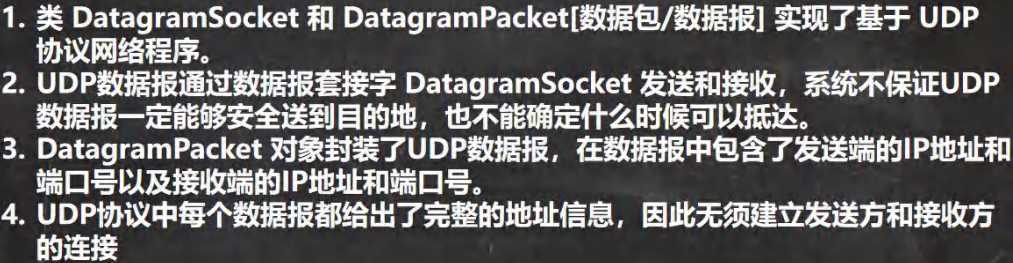 1. 类 DatagramSocket 和 DatagramPacket[数据包/数据报] 实现了基于 UDP
协议网络程序。
2. UDP数据报通过数据报套接字 DatagramSocket 发送和接收，系统不保证UDP
数据报一定能够安全送到目的地，也不能确定什么时候可以抵达。
3. DatagramPacket 对象封装了UDP数据报，在数据报中包含了发送端的IP地址和
端口号以及接收端的IP地址和端口号。
4. UDP协议中每个数据报都给出了完整的地址信息，因此无须建立发送方和接收方
的连接